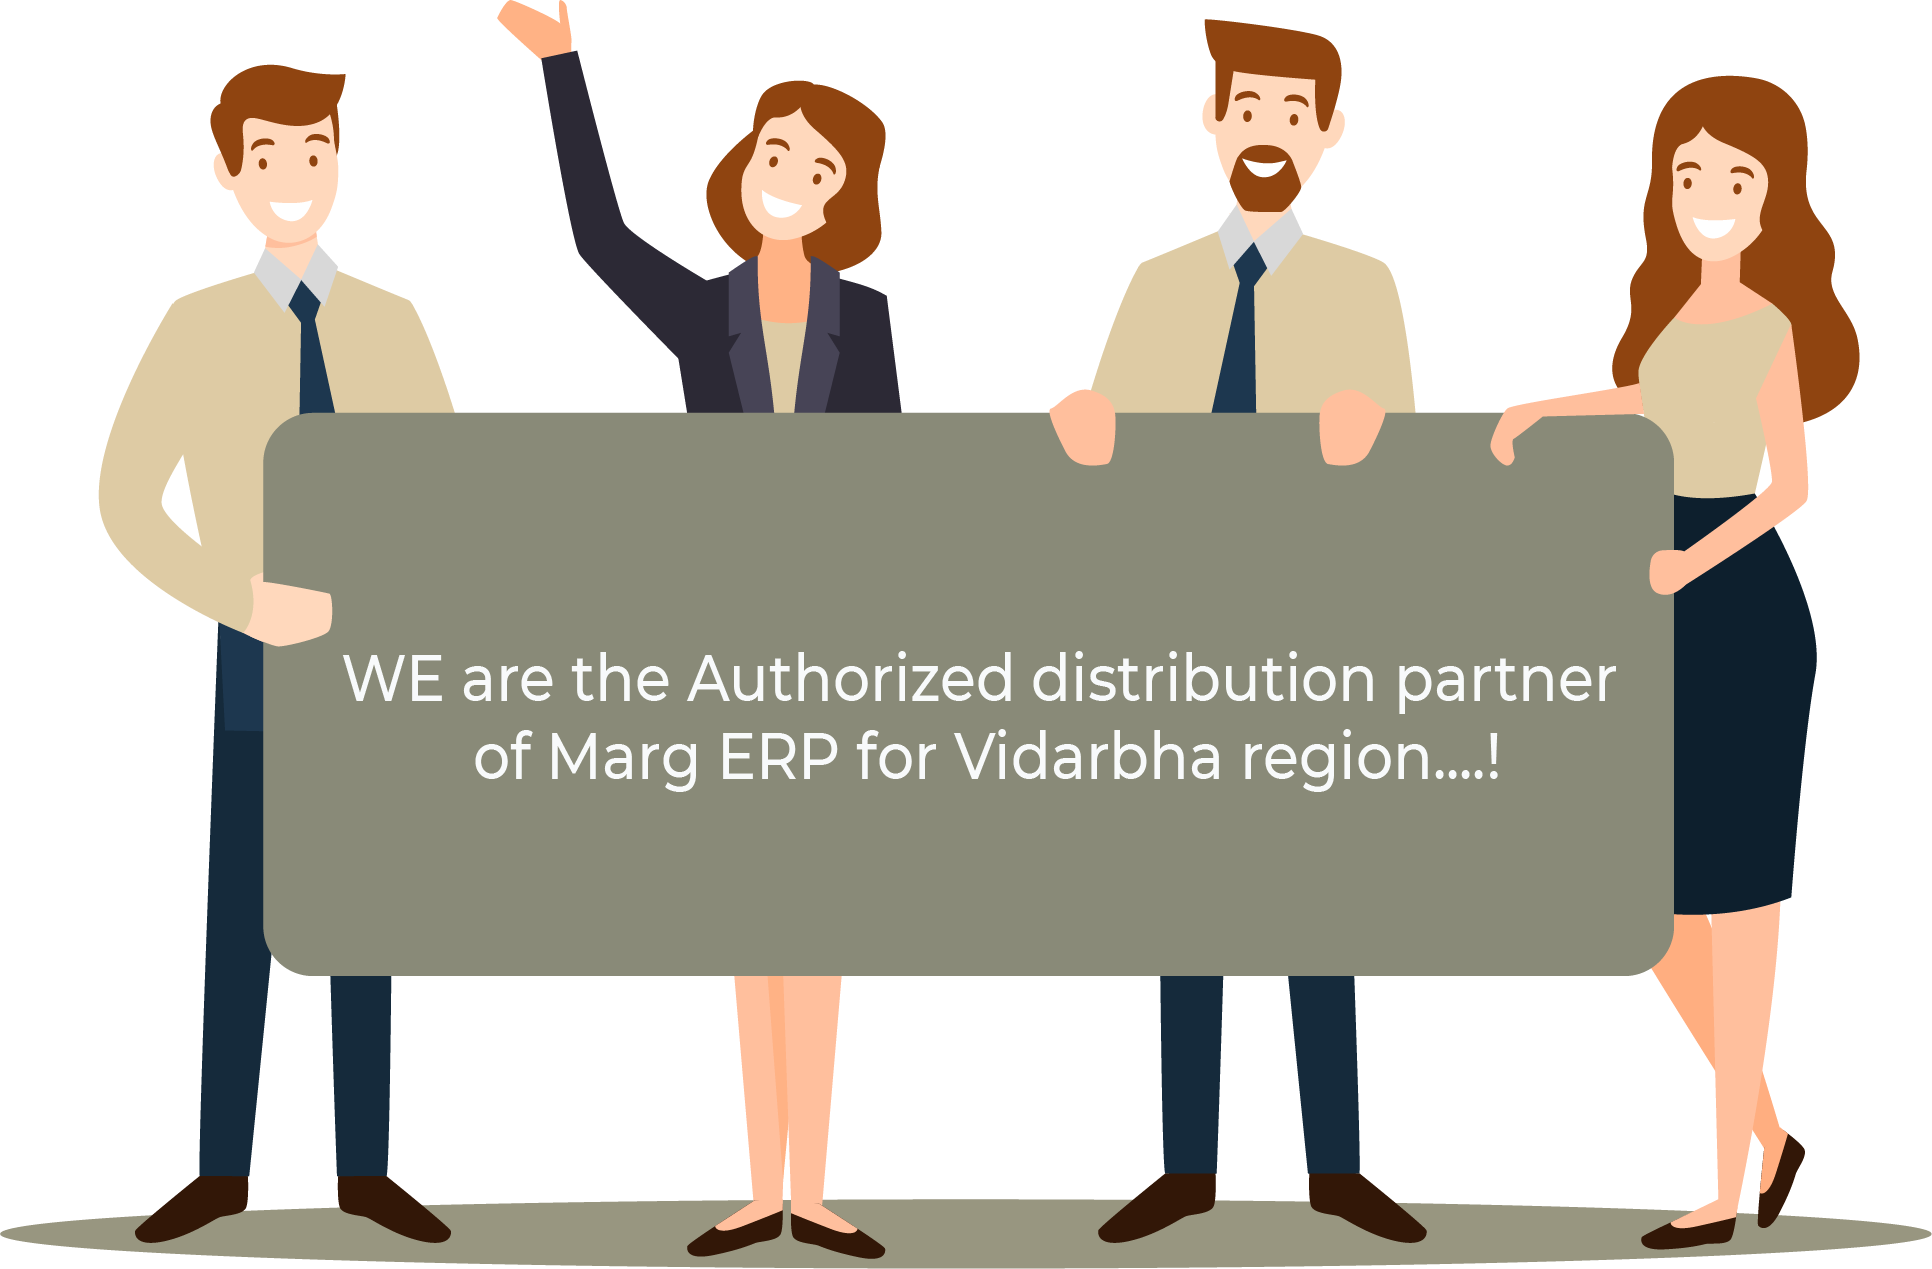 WE are the Authorized distribution partner
of Marg ERP for Vidarbha region....!